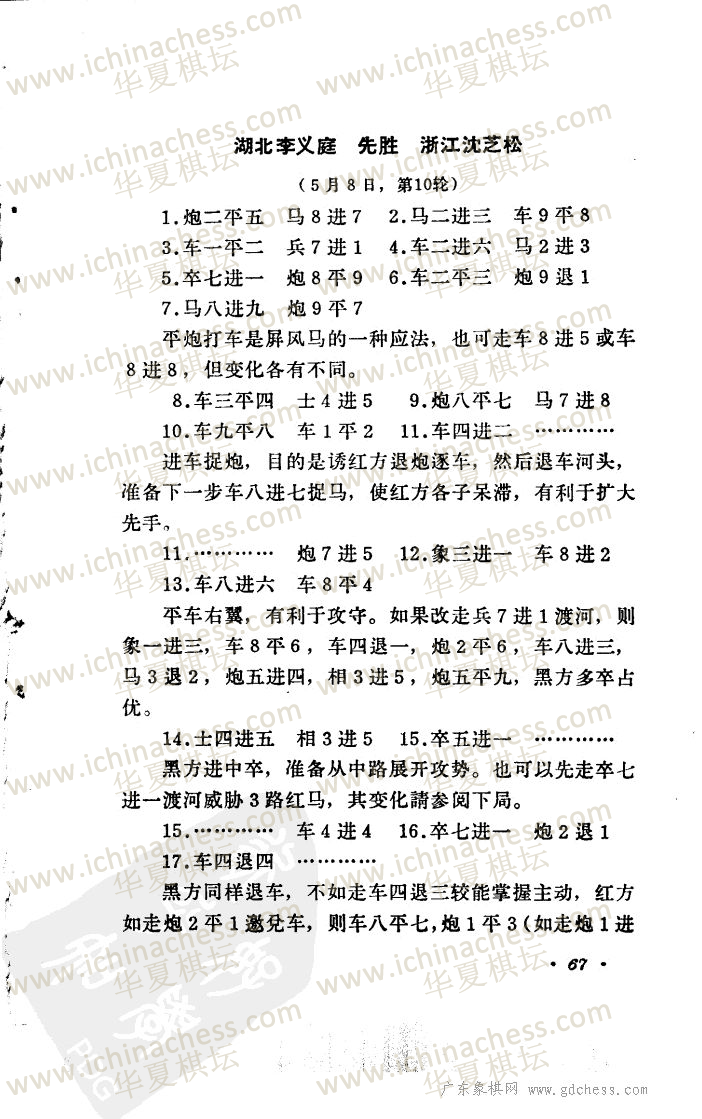 湖北李义庭　先胜　浙江沈芝松
（5月8日，第10轮）
1.炮二平五　马8进7　2.马二进三　车9平8
3.车一平二　兵7进1　4.车二进六　马2进3
5.卒七进一　炮8平9　6.车二平三　炮9退1
7.马八进九　炮9平7
平炮打车是屏风马的一种应法，也可走车8进5或车
8进8，但变化各有不同。
8.车三平四　士4进5　9.炮八平七　马7进8
10.车九平八　车1平2　11.车四进二　…………
进车捉炮，目的是诱红方退炮逐车，然后退车河头，
准备下一步车八进七捉马，使红方各子呆滞，有利于扩大
先手。
11.…………　炮7进5　12.象三进一　车8进2
13.车八进六　车8平4
平车右翼，有利于攻守。如果改走兵7进1渡河，则
象一进三，车8平6，车四退一，炮2平6，车八进三，
马3退2，炮五进四，相3进5，炮五平九，黑方多卒占
优。
14.士四进五　相3进5　15.卒五进一　…………
黑方进中卒，准备从中路展开攻势。也可以先走卒七
进一渡河威胁3路红马，其变化請参阅下局。
15.…………　车4进4　16.卒七进一　炮2退1
17.车四退四　…………
黑方同样退车，不如走车四退三较能掌握主动，红方
如走炮2平1邀兑车，则车八平七，炮1平3（如走炮1进
·67·
www.ichinachess.com
华夏棋坛
广东象棋网 www.gdchess.com